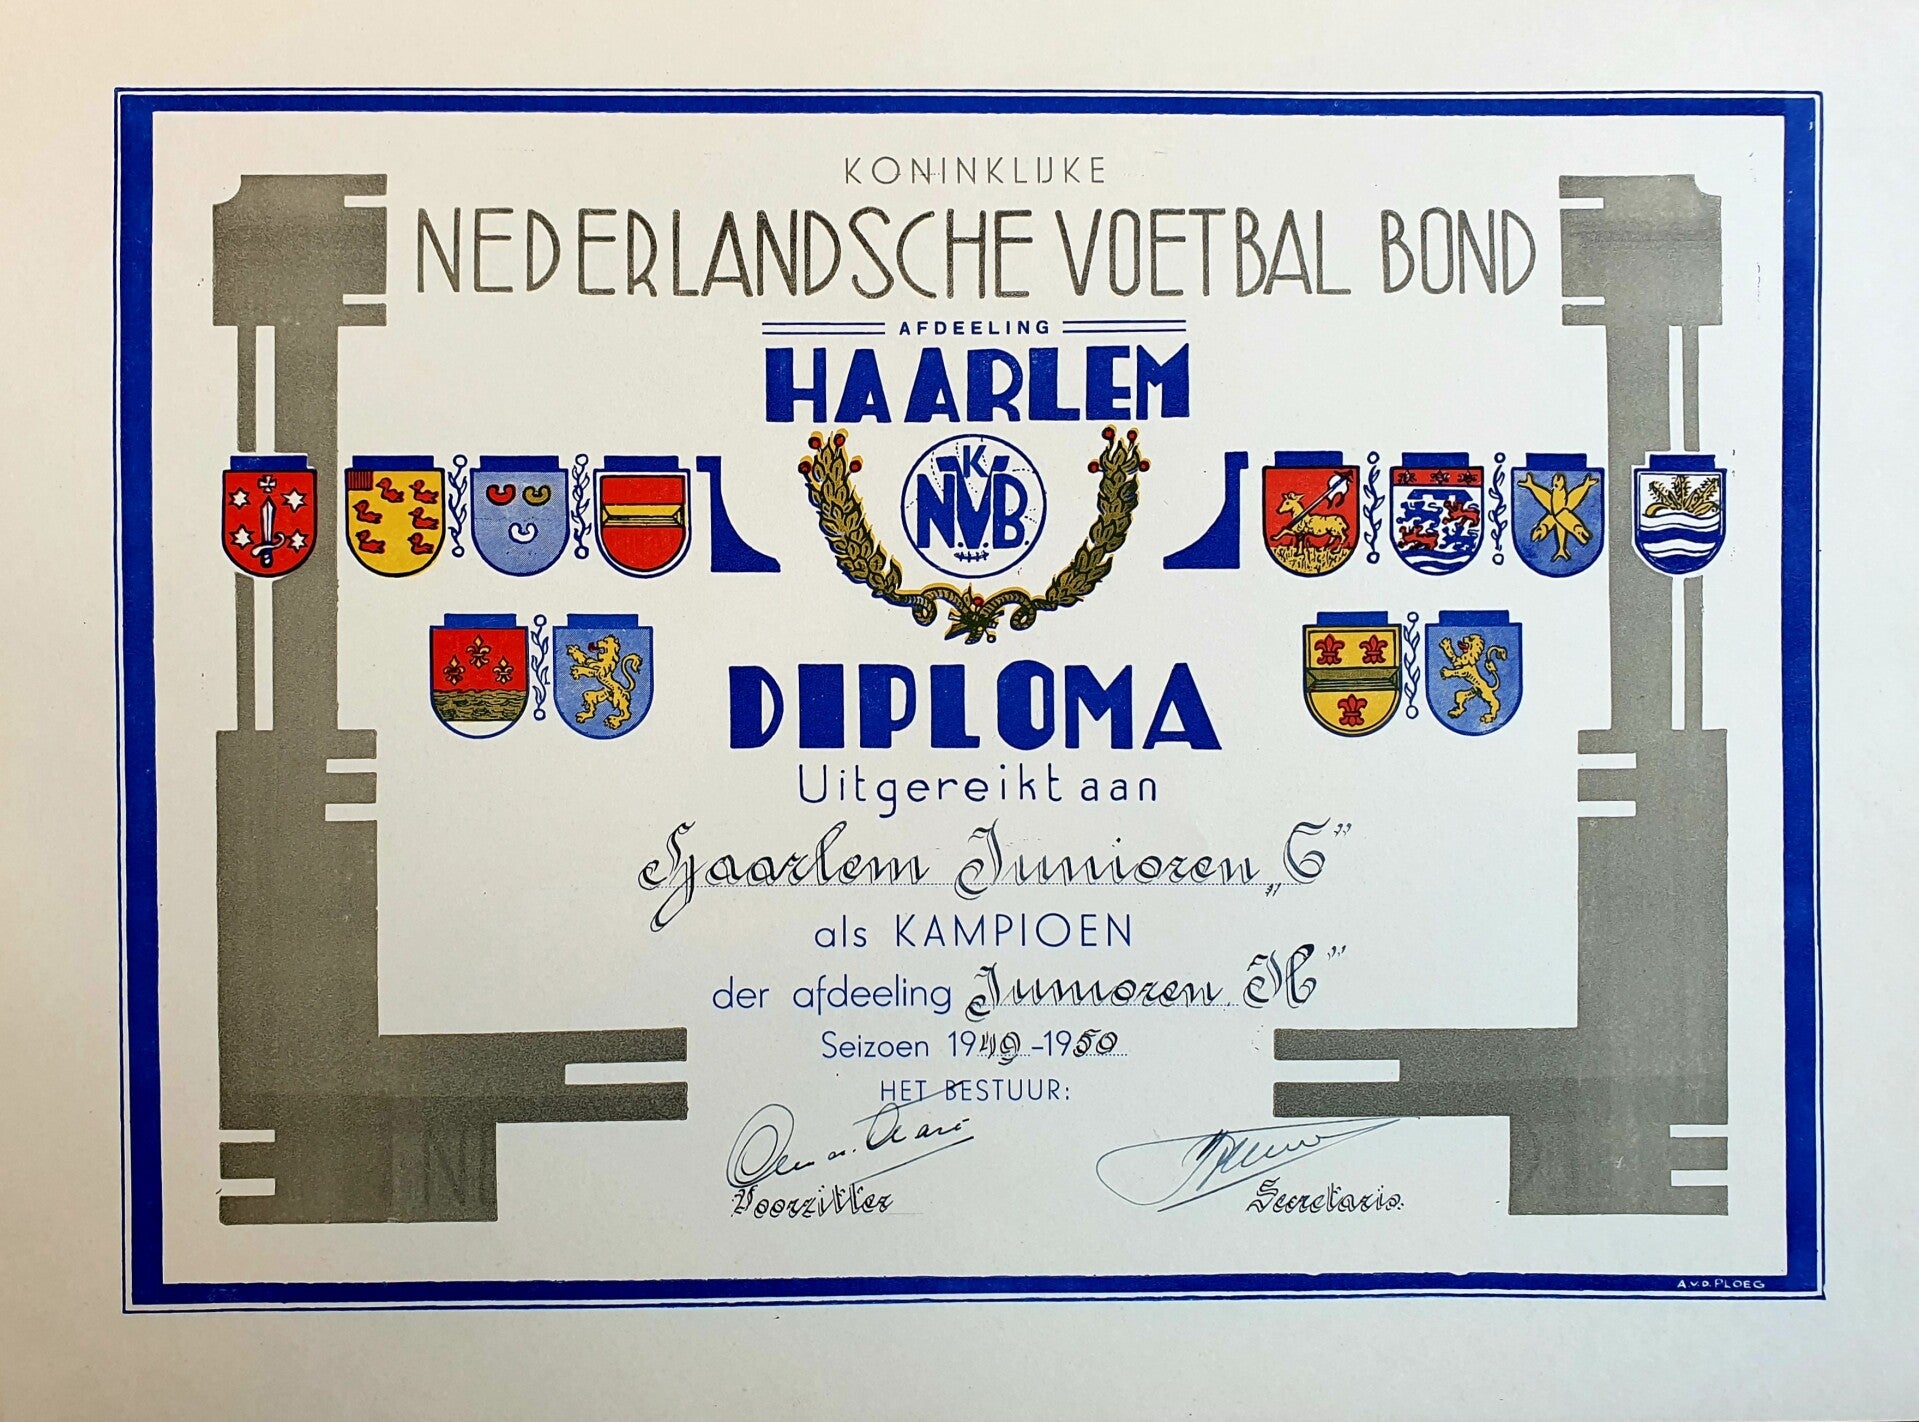 KONINKLIJKE
NEDERLANDSCHE VOETBAL BOND
AFDEELING
HAARLEM
K
N.V.B.
DIPLOMA
Uitgereikt aan
Haarlem Junioren „C”
als KAMPIOEN
der afdeeling Junioren „H”
Seizoen 1949-1950
HET BESTUUR:
Voorzitter Secretaris.
A.V.D. PLOEG